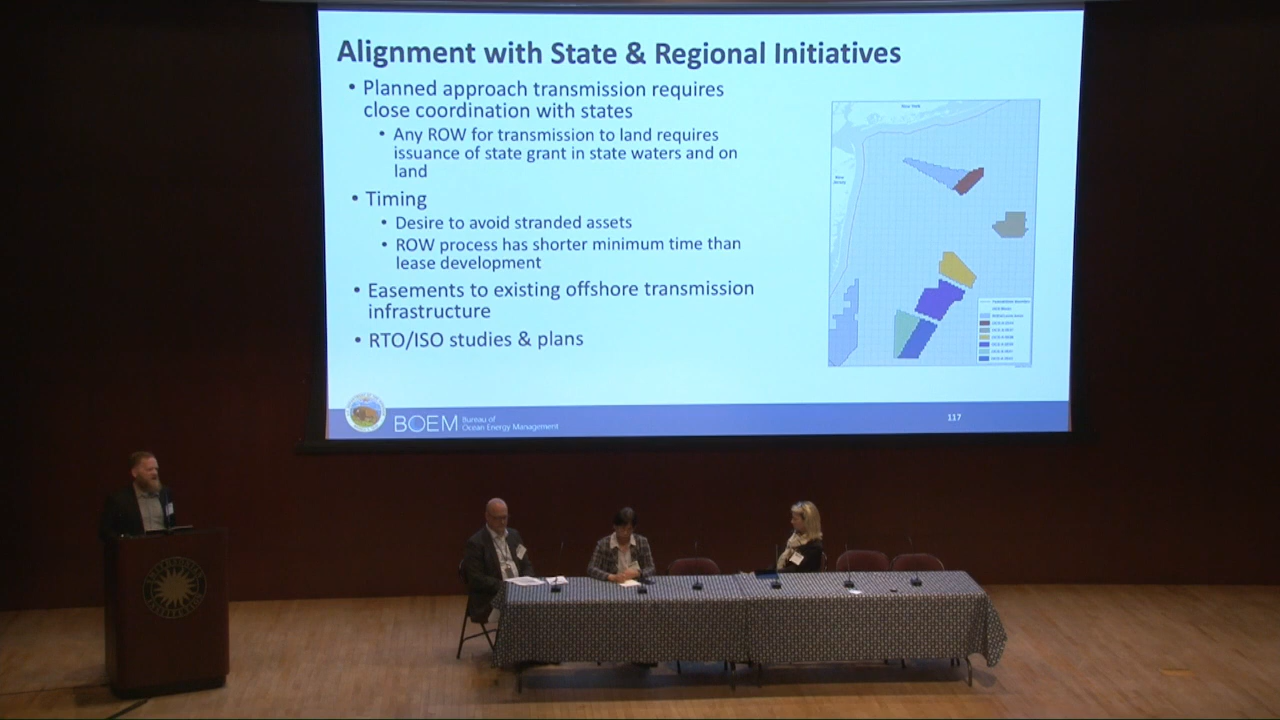 Alignment with State & Regional Initiatives
• Planned approach transmission requires
close coordination with states
• Any ROW for transmission to land requires
issuance of state grant in state waters and on
land
• Timing
• Desire to avoid stranded assets
• ROW process has shorter minimum time than
lease development
• Easements to existing offshore transmission
infrastructure
• RTO/ISO studies & plans
New York
New
Jersey
BOEM Bureau of
Ocean Energy Management
117